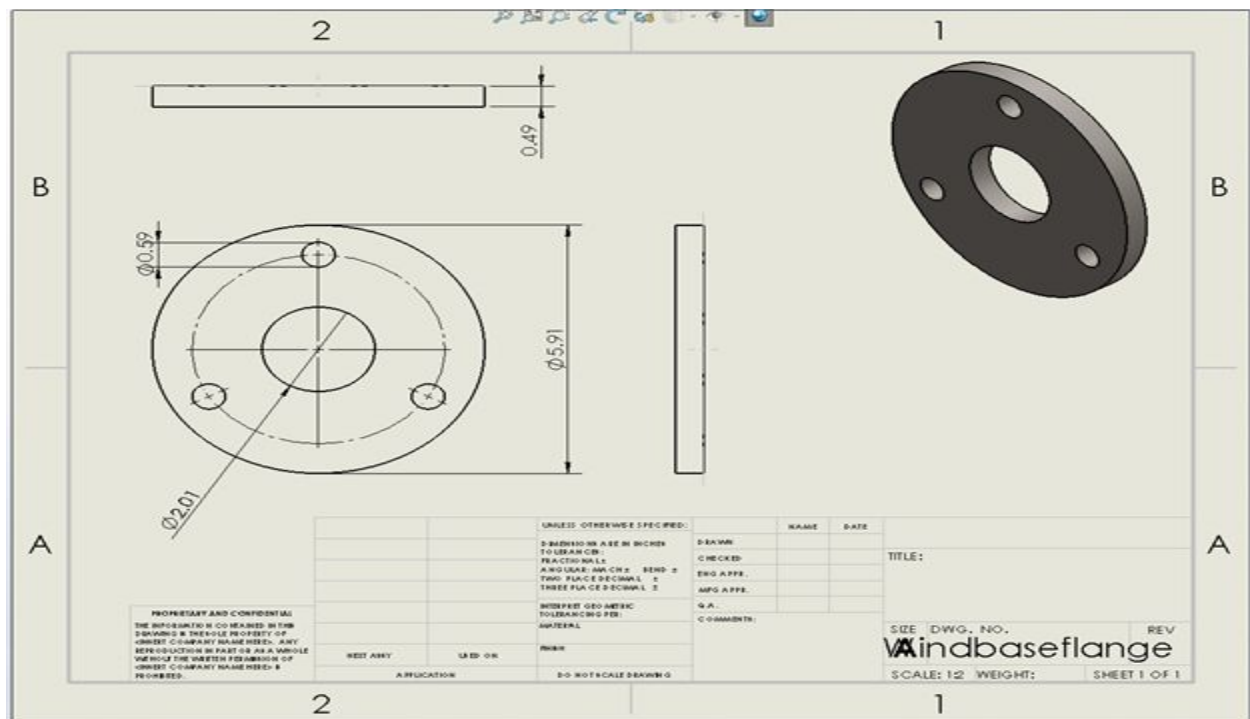 2 1
B B
0.49
Ø0.59
Ø5.91
Ø2.01
A A
UNLESS OTHERWISE SPECIFIED:
DIMENSIONS ARE IN INCHES
TOLERANCES:
FRACTIONAL±
ANGULAR: MACH± BEND ±
TWO PLACE DECIMAL ±
THREE PLACE DECIMAL ±
INTERPRET GEOMETRIC
TOLERANCING PER:
MATERIAL
FINISH
DO NOT SCALE DRAWING
NAME DATE
DRAWN
CHECKED
ENG APPR.
MFG APPR.
Q.A.
COMMENTS:
PROPRIETARY AND CONFIDENTIAL
THE INFORMATION CONTAINED IN THIS
DRAWING IS THE SOLE PROPERTY OF
<INSERT COMPANY NAME HERE>. ANY
REPRODUCTION IN PART OR AS A WHOLE
WITHOUT THE WRITTEN PERMISSION OF
<INSERT COMPANY NAME HERE> IS
PROHIBITED.
NEXT ASSY USED ON
APPLICATION
TITLE:
SIZE DWG. NO. REV
A Windbaseflange
SCALE: 1:2 WEIGHT: SHEET 1 OF 1
2 1